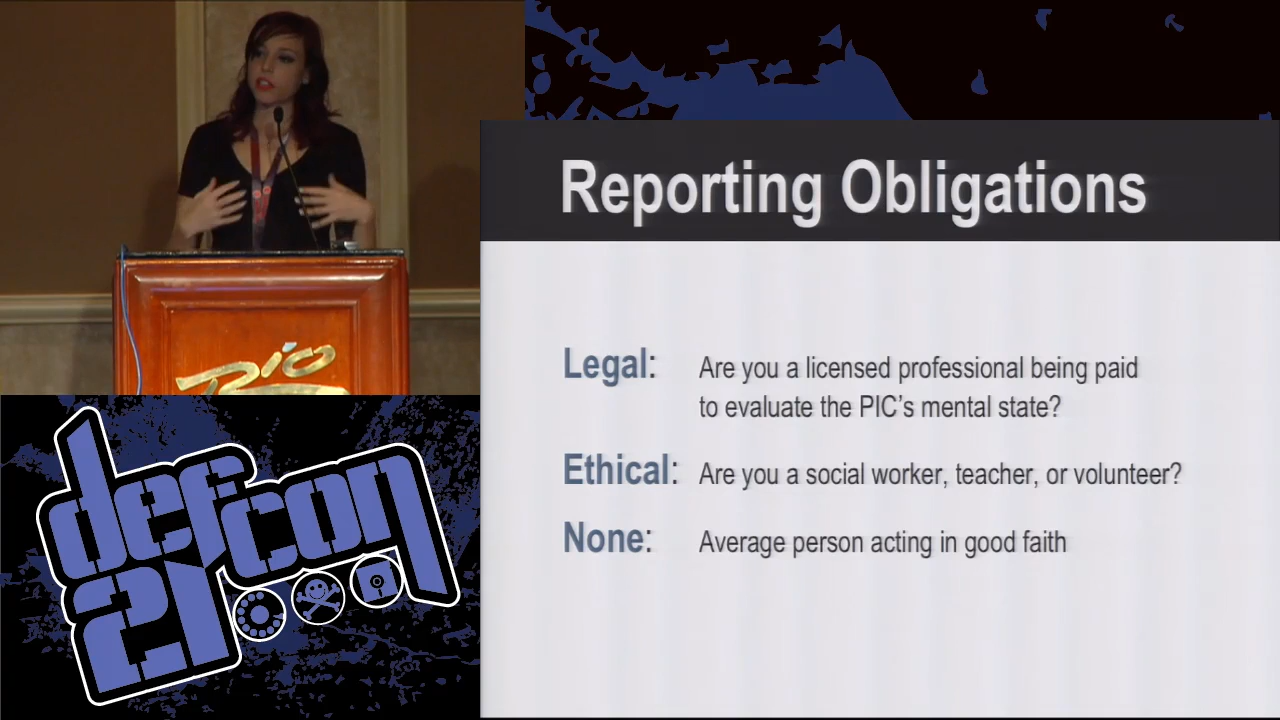 Reporting Obligations
Legal: Are you a licensed professional being paid
to evaluate the PIC's mental state?
Ethical: Are you a social worker, teacher, or volunteer?
None: Average person acting in good faith
Rio
defcon
21